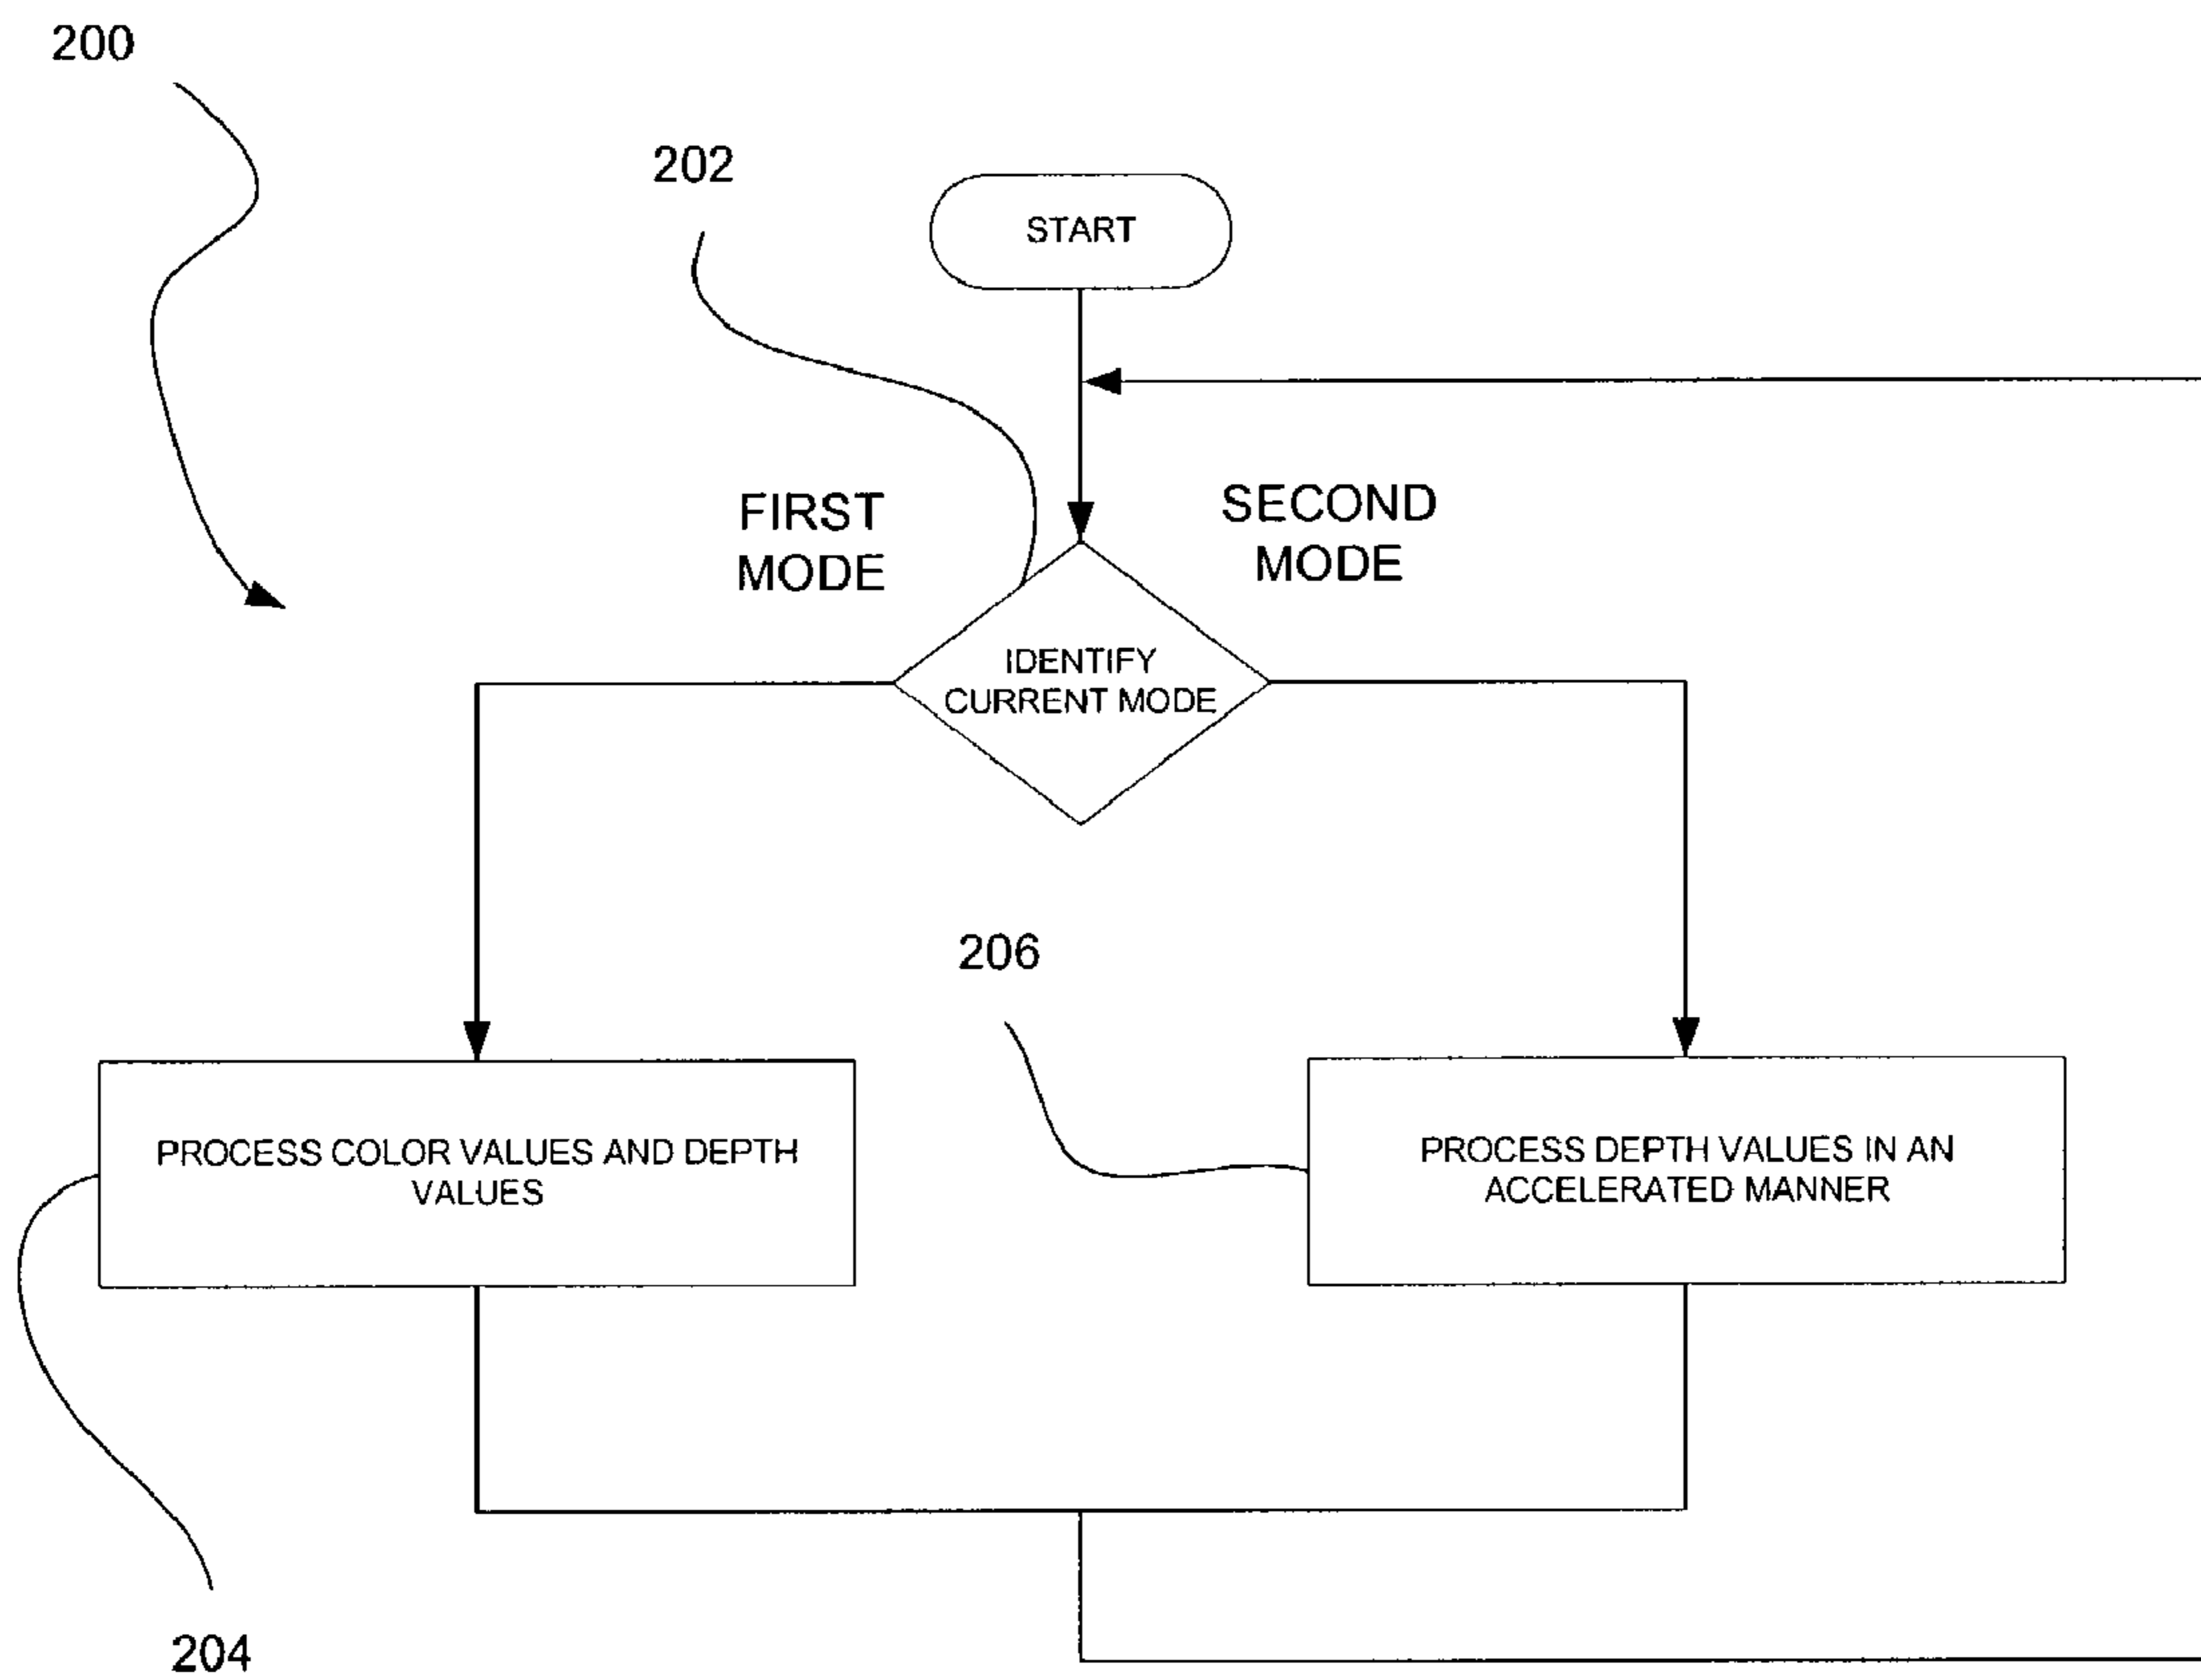 200
202
START
FIRST
MODE
SECOND
MODE
IDENTIFY
CURRENT MODE
206
PROCESS COLOR VALUES AND DEPTH
VALUES
PROCESS DEPTH VALUES IN AN
ACCELERATED MANNER
204